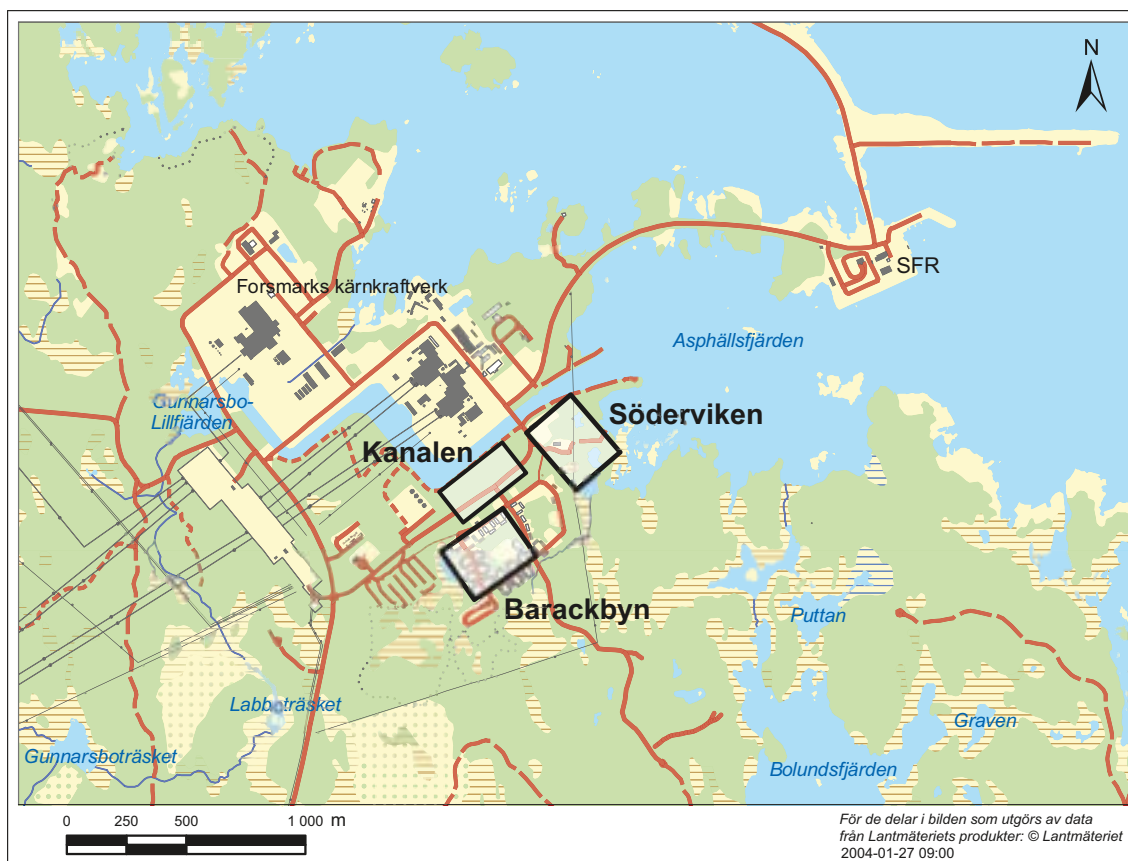 N
SFR
Forsmarks kärnkraftverk
Asphällsfjärden
Gunnarsbo-
Lillfjärden
Söderviken
Kanalen
Barackbyn
Puttan
Labboträsket
Graven
Gunnarsboträsket
Bolundsfjärden
0 250 500 1 000 m
För de delar i bilden som utgörs av data
från Lantmäteriets produkter: © Lantmäteriet
2004-01-27 09:00